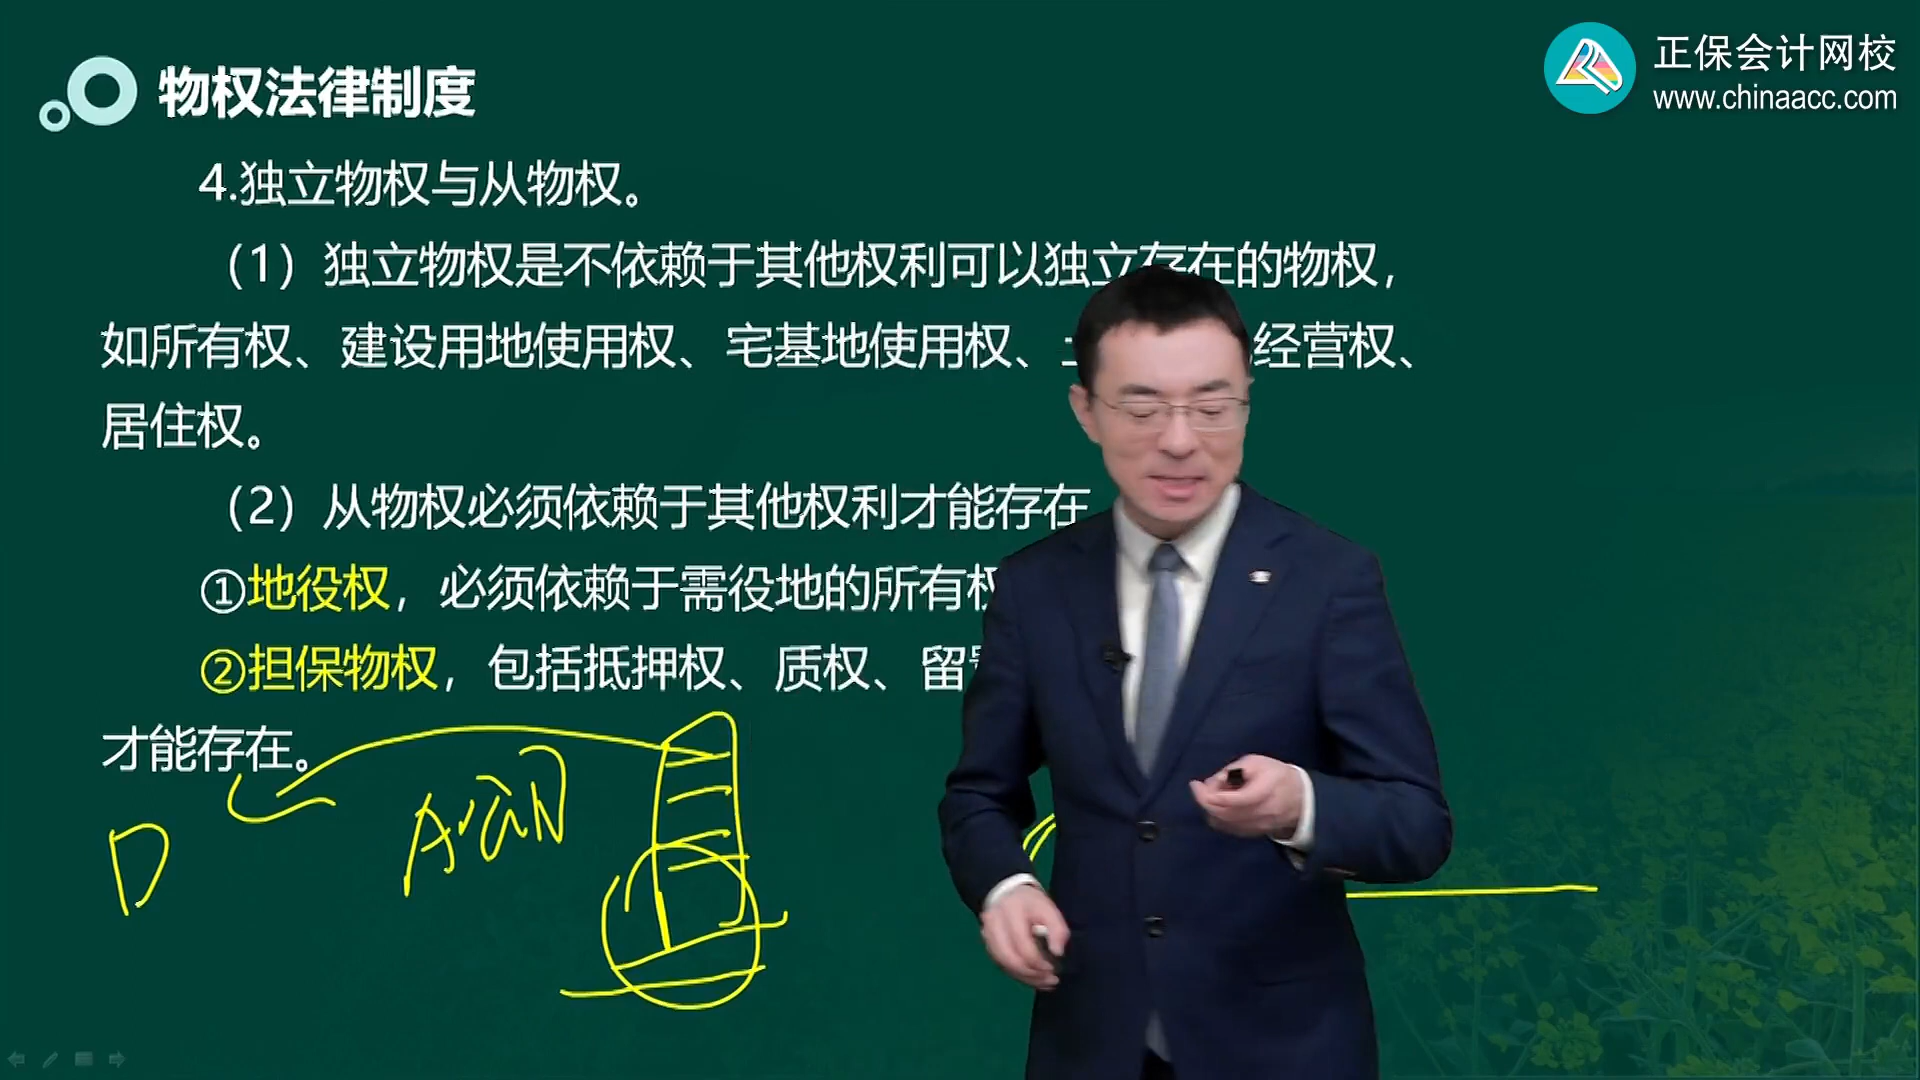 物权法律制度
正保会计网校
www.chinaacc.com
4.独立物权与从物权。
（1）独立物权是不依赖于其他权利可以独立存在的物权，
如所有权、建设用地使用权、宅基地使用权、经营权、
居住权。
（2）从物权必须依赖于其他权利才能存在
①地役权，必须依赖于需役地的所有权
②担保物权，包括抵押权、质权、留
才能存在。